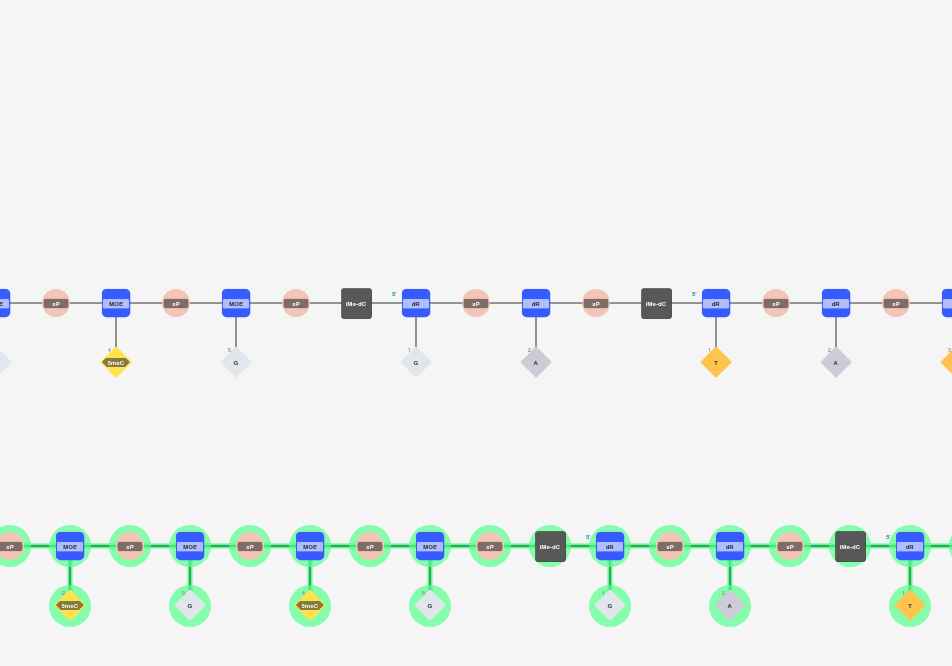 E sP MOE sP MOE sP iMe-dC 5' dR sP dR sP iMe-dC 5' dR sP dR sP
4 5meC 5 G 1 G 2 A 1 T 2 A 3
sP MOE sP MOE sP MOE sP MOE sP iMe-dC 5' dR sP dR sP iMe-dC 5' dR
2 5meC 3 G 4 5meC 5 G 1 G 2 A 1 T